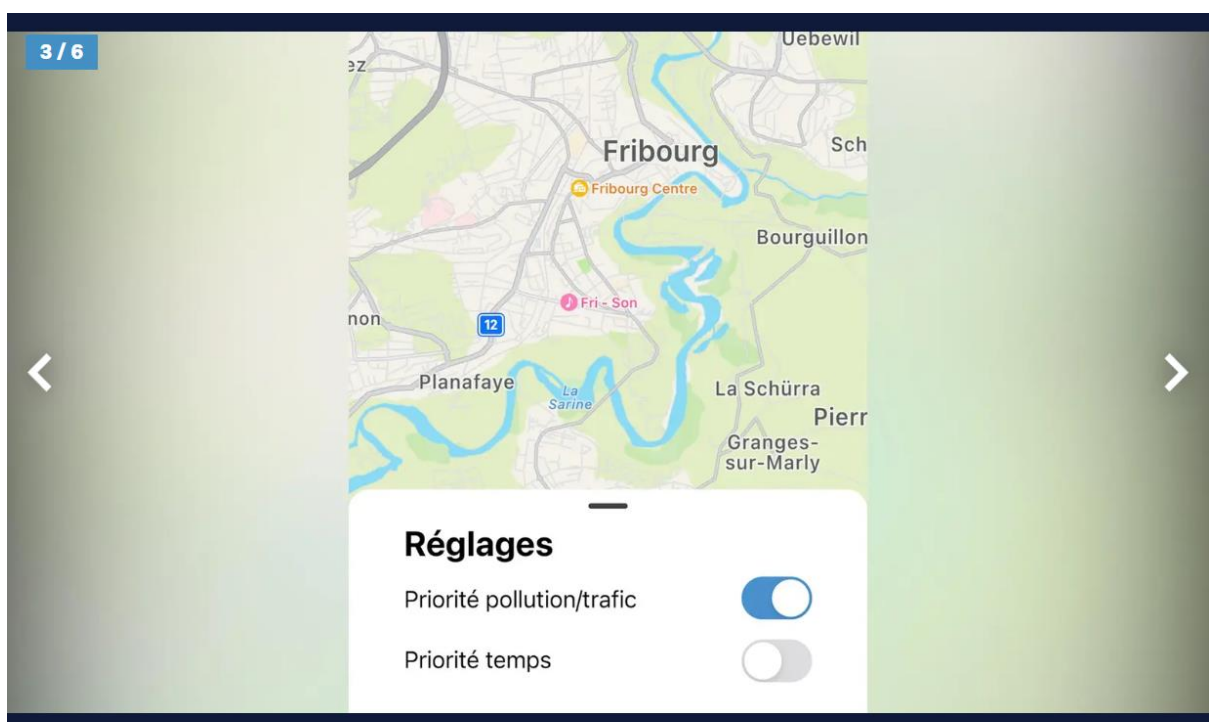 3 / 6
ez
Uebewil
Fribourg
Sch
Fribourg Centre
Bourguillon
Fri - Son
non
12
Planafaye
La
Sarine
La Schürra
Pierr
Granges-
sur-Marly
Réglages
Priorité pollution/trafic
Priorité temps